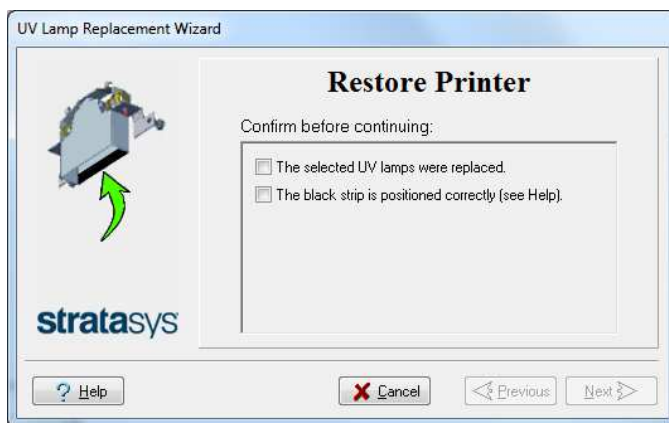 UV Lamp Replacement Wizard
Restore Printer
Confirm before continuing:
The selected UV lamps were replaced.
The black strip is positioned correctly (see Help).
stratasys
? Help
Cancel
Previous
Next